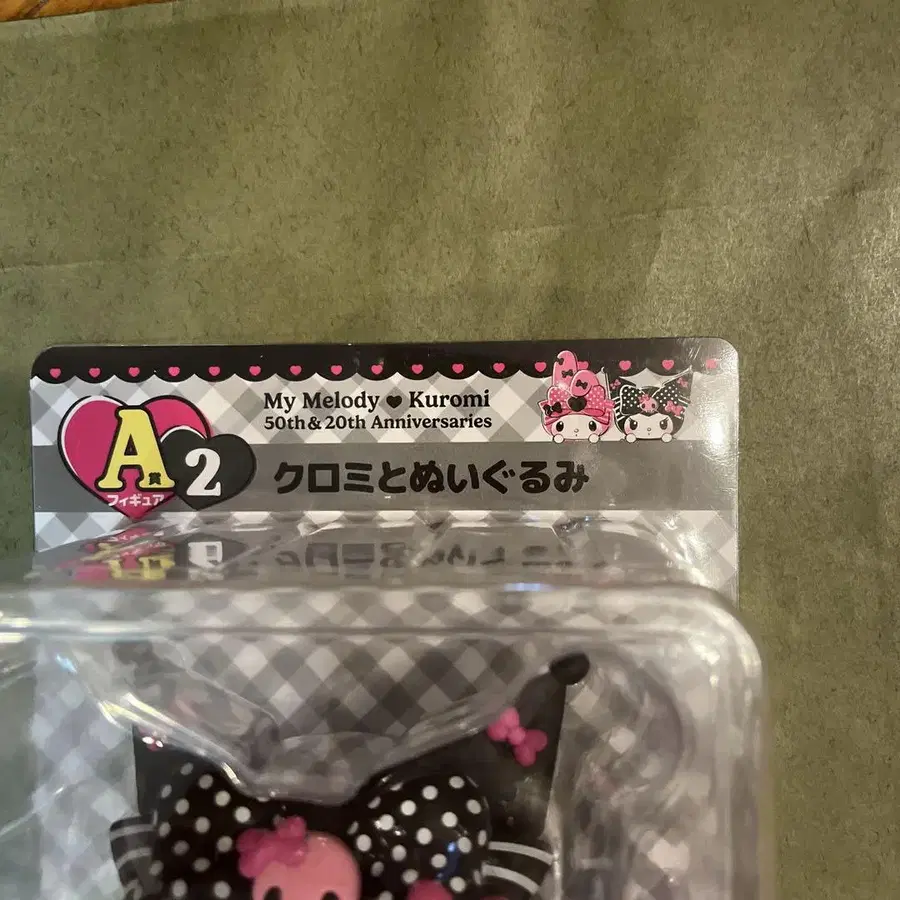 My Melody ♥ Kuromi
50th & 20th Anniversaries
A賞 2
フィギュア
クロミとぬいぐるみ